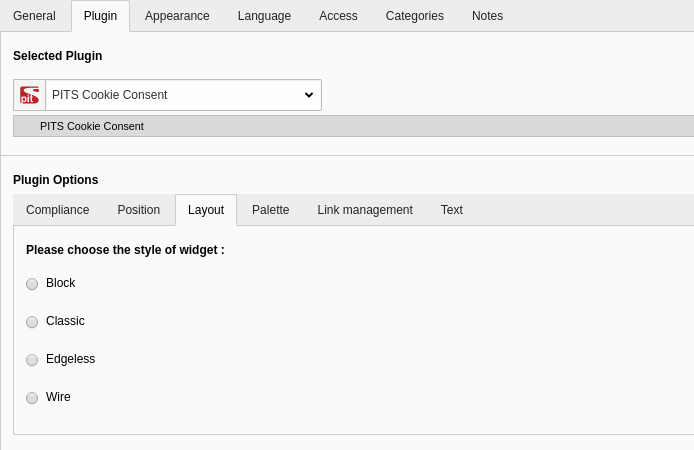 General Plugin Appearance Language Access Categories Notes
Selected Plugin
pit PITS Cookie Consent
PITS Cookie Consent
Plugin Options
Compliance Position Layout Palette Link management Text
Please choose the style of widget :
Block
Classic
Edgeless
Wire